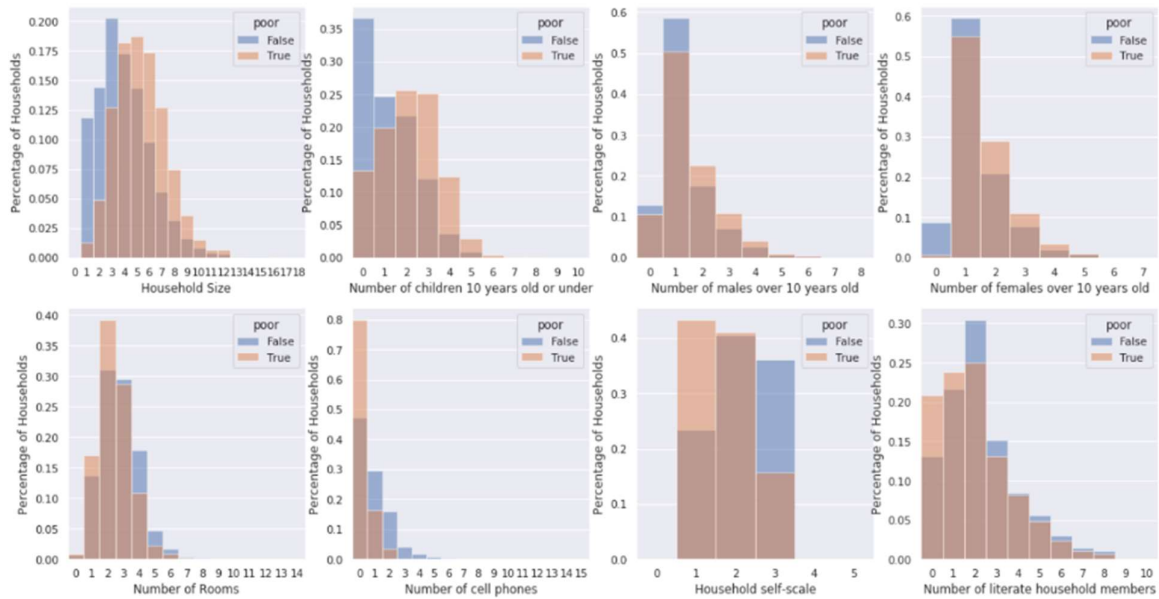 poor
False
True
0.200
0.175
0.150
0.125
0.100
0.075
0.050
0.025
0.000
Percentage of Households
0 1 2 3 4 5 6 7 8 9 10 11 12 13 14 15 16 17 18
Household Size
poor
False
True
0.35
0.30
0.25
0.20
0.15
0.10
0.05
0.00
Percentage of Households
0 1 2 3 4 5 6 7 8 9 10
Number of children 10 years old or under
poor
False
True
0.6
0.5
0.4
0.3
0.2
0.1
0.0
Percentage of Households
0 1 2 3 4 5 6 7 8
Number of males over 10 years old
poor
False
True
0.6
0.5
0.4
0.3
0.2
0.1
0.0
Percentage of Households
0 1 2 3 4 5 6 7
Number of females over 10 years old
poor
False
True
0.40
0.35
0.30
0.25
0.20
0.15
0.10
0.05
0.00
Percentage of Households
0 1 2 3 4 5 6 7 8 9 10 11 12 13 14
Number of Rooms
poor
False
True
0.8
0.7
0.6
0.5
0.4
0.3
0.2
0.1
0.0
Percentage of Households
0 1 2 3 4 5 6 7 8 9 10 11 12 13 14 15
Number of cell phones
poor
False
True
0.4
0.3
0.2
0.1
0.0
Percentage of Households
0 1 2 3 4 5
Household self-scale
poor
False
True
0.30
0.25
0.20
0.15
0.10
0.05
0.00
Percentage of Households
0 1 2 3 4 5 6 7 8 9 10
Number of literate household members